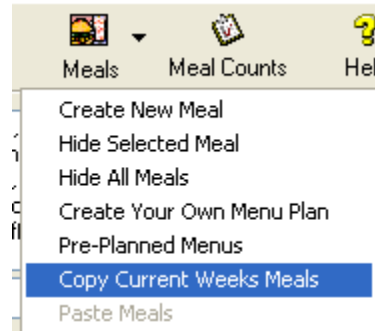 Meals Meal Counts
Create New Meal
Hide Selected Meal
Hide All Meals
Create Your Own Menu Plan
Pre-Planned Menus
Copy Current Weeks Meals
Paste Meals